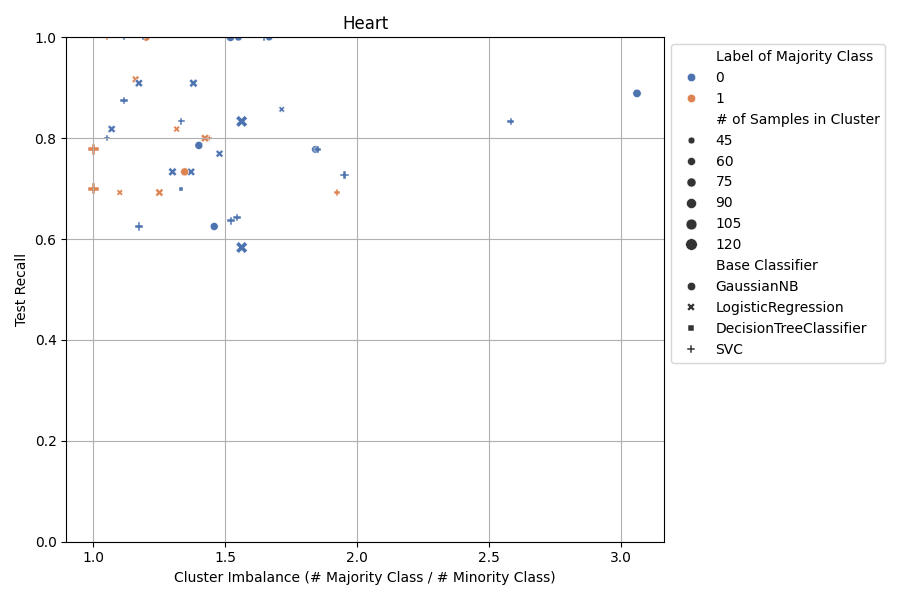 Heart
1.0
0.8
0.6
0.4
0.2
0.0
Test Recall
1.0 1.5 2.0 2.5 3.0
Cluster Imbalance (# Majority Class / # Minority Class)
Label of Majority Class
0
1
# of Samples in Cluster
45
60
75
90
105
120
Base Classifier
GaussianNB
LogisticRegression
DecisionTreeClassifier
SVC